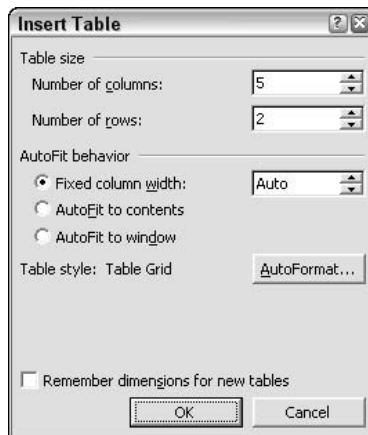 Insert Table
Table size
Number of columns: 5
Number of rows: 2
AutoFit behavior
Fixed column width: Auto
AutoFit to contents
AutoFit to window
Table style: Table Grid AutoFormat...
Remember dimensions for new tables
OK Cancel